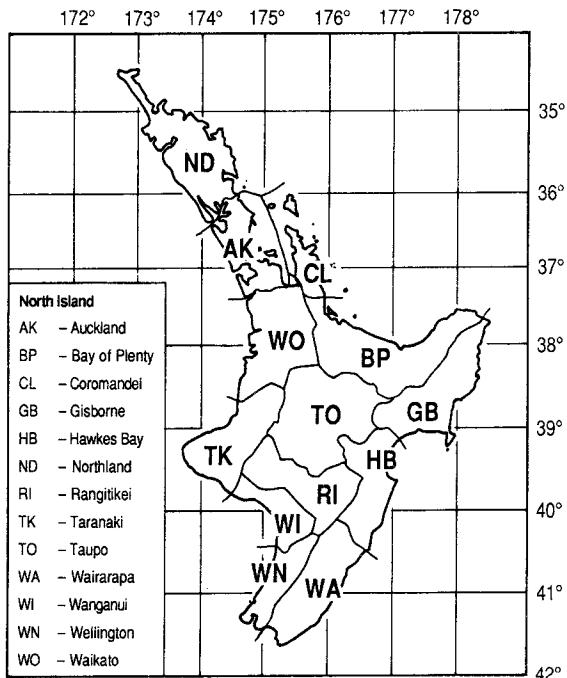 172° 173° 174° 175° 176° 177° 178°
35°
ND
36°
AK
CL
37°
North Island
AK – Auckland
BP – Bay of Plenty
CL – Coromandei
GB – Gisborne
HB – Hawkes Bay
ND – Northland
RI – Rangitikei
TK – Taranaki
TO – Taupo
WA – Wairarapa
WI – Wanganui
WN – Weiiington
WO – Waikato
WO
BP
38°
TO
GB
TK
HB
39°
RI
WI
40°
WN
WA
41°
42°